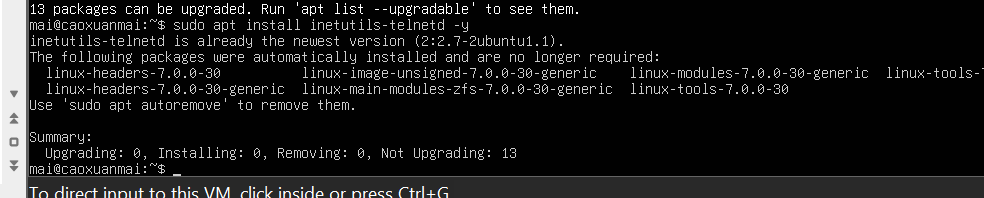 13 packages can be upgraded. Run 'apt list --upgradable' to see them.
mai@caoxuanmai:~$ sudo apt install inetutils-telnetd -y
inetutils-telnetd is already the newest version (2:2.7-2ubuntu1.1).
The following packages were automatically installed and are no longer required:
  linux-headers-7.0.0-30          linux-image-unsigned-7.0.0-30-generic    linux-modules-7.0.0-30-generic  linux-tools-7
  linux-headers-7.0.0-30-generic  linux-main-modules-zfs-7.0.0-30-generic  linux-tools-7.0.0-30
Use 'sudo apt autoremove' to remove them.
Summary:
  Upgrading: 0, Installing: 0, Removing: 0, Not Upgrading: 13
mai@caoxuanmai:~$ _
To direct input to this VM, click inside or press Ctrl+G